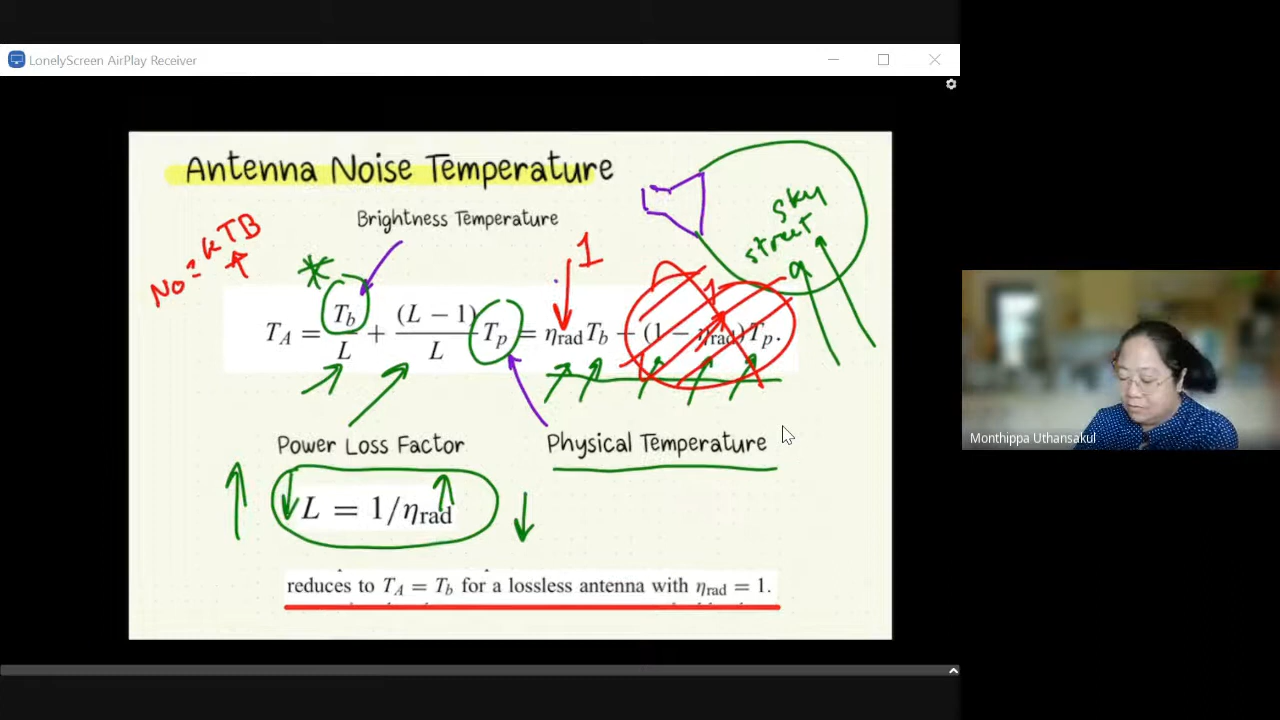 LonelyScreen AirPlay Receiver
Antenna Noise Temperature
Brightness Temperature
sky
street
No = kTB
1
1
T_A = T_b/L + (L − 1)/L T_p = η_rad T_b + (1 − η_rad)T_p.
Power Loss Factor
Physical Temperature
L = 1/η_rad
reduces to T_A = T_b for a lossless antenna with η_rad = 1.
Monthippa Uthansakul